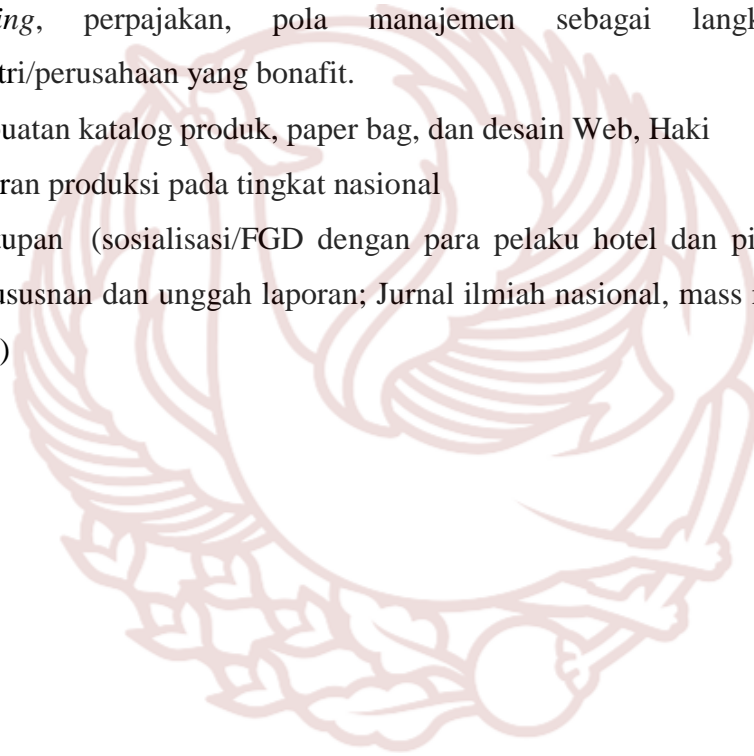 ing, perpajakan, pola manajemen sebagai langk
tri/perusahaan yang bonafit.
uatan katalog produk, paper bag, dan desain Web, Haki
ran produksi pada tingkat nasional
upan (sosialisasi/FGD dengan para pelaku hotel dan pi
ususnan dan unggah laporan; Jurnal ilmiah nasional, mass
)